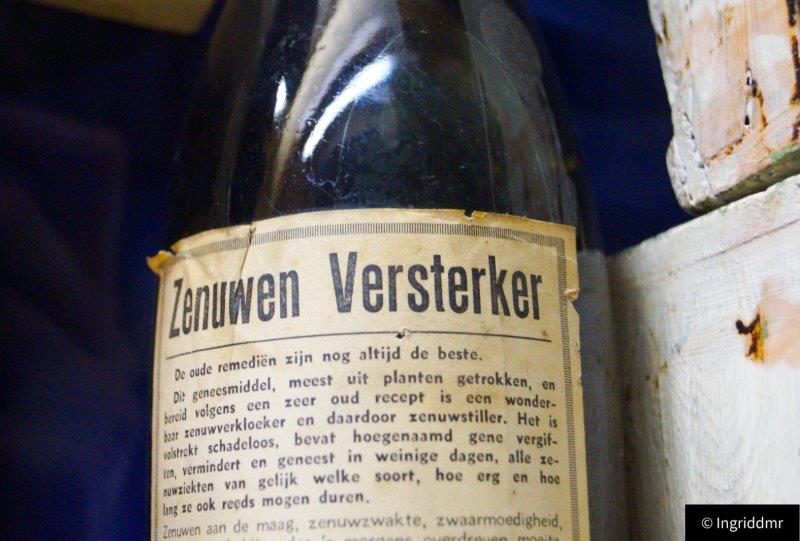 Zenuwen Versterker
De oude remediën zijn nog altijd de beste.
Dit geneesmiddel, meest uit planten getrokken, en
bereid volgens een zeer oud recept is een wonder-
baar zenuwverkloeker en daardoor zenuwstiller. Het is
volstrekt schadeloos, bevat hoegenaamd gene vergif-
ten, vermindert en geneest in weinige dagen, alle ze-
nuwziekten van gelijk welke soort, hoe erg en hoe
lang ze ook reeds mogen duren.
Zenuwen aan de maag, zenuwzwakte, zwaarmoedigheid,
's morgens overdreven moeite
© Ingriddmr